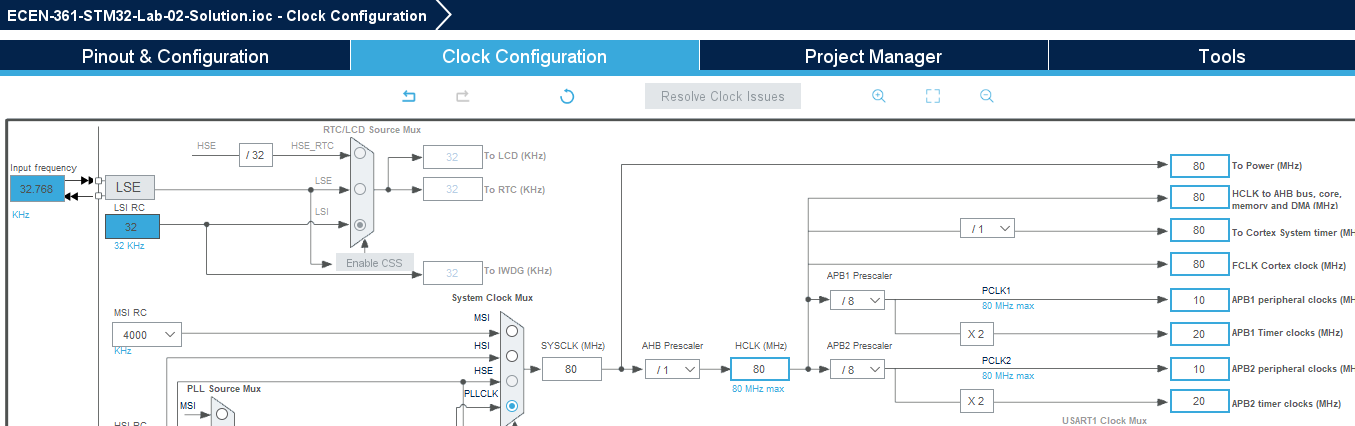 ECEN-361-STM32-Lab-02-Solution.ioc - Clock Configuration
Pinout & Configuration
Clock Configuration
Project Manager
Tools
Resolve Clock Issues
RTC/LCD Source Mux
HSE
/ 32
HSE_RTC
32
To LCD (KHz)
Input frequency
32.768
KHz
LSE
LSE
32
To RTC (KHz)
LSI RC
32
32 KHz
LSI
Enable CSS
32
To IWDG (KHz)
System Clock Mux
MSI RC
4000
KHz
MSI
HSI
HSE
PLLCLK
PLL Source Mux
MSI
HSI RC
SYSCLK (MHz)
80
AHB Prescaler
/ 1
HCLK (MHz)
80
80 MHz max
80
To Power (MHz)
80
HCLK to AHB bus, core,
memory and DMA (MHz)
/ 1
80
To Cortex System timer (MH
80
FCLK Cortex clock (MHz)
APB1 Prescaler
/ 8
PCLK1
80 MHz max
10
APB1 peripheral clocks (MH
X 2
20
APB1 Timer clocks (MHz)
APB2 Prescaler
/ 8
PCLK2
80 MHz max
10
APB2 peripheral clocks (MH
X 2
20
APB2 timer clocks (MHz)
USART1 Clock Mux